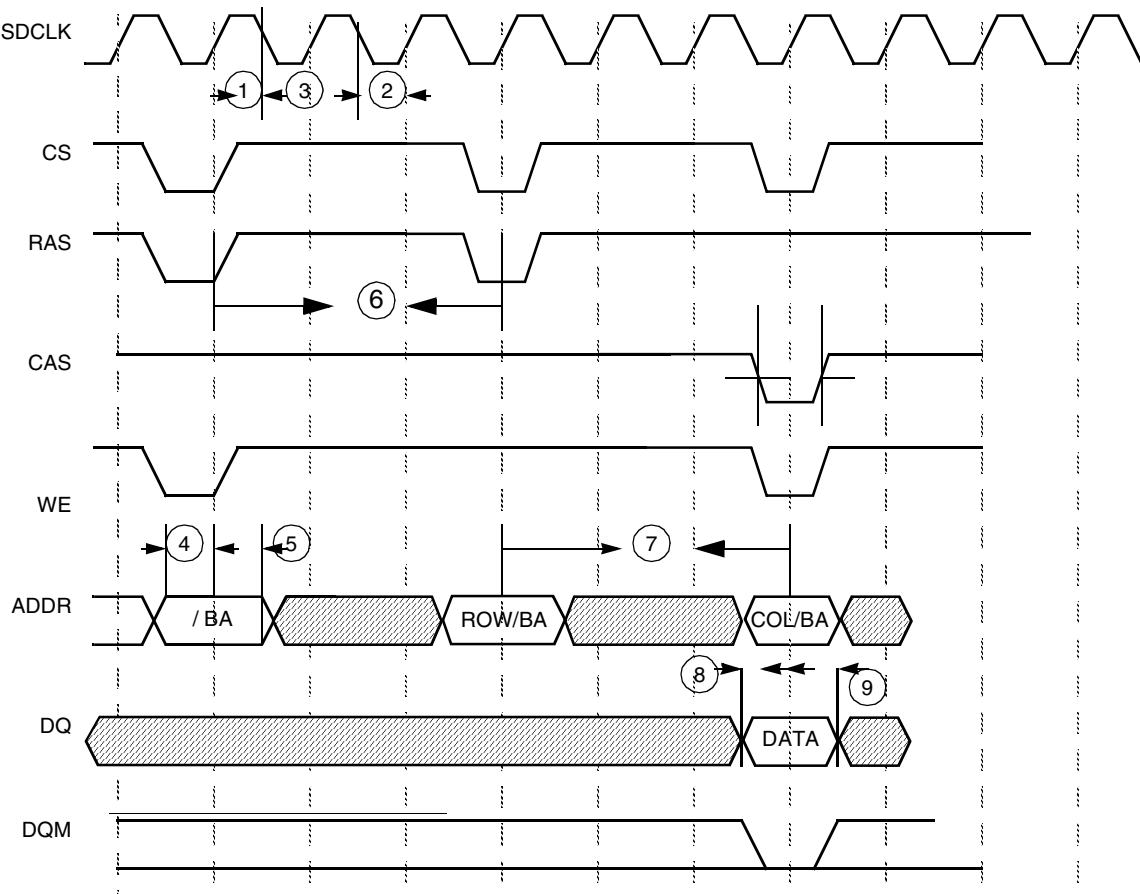 SDCLK
1 3 2
CS
RAS
6
CAS
WE
4 5 7
ADDR / BA ROW/BA COL/BA
8 9
DQ DATA
DQM